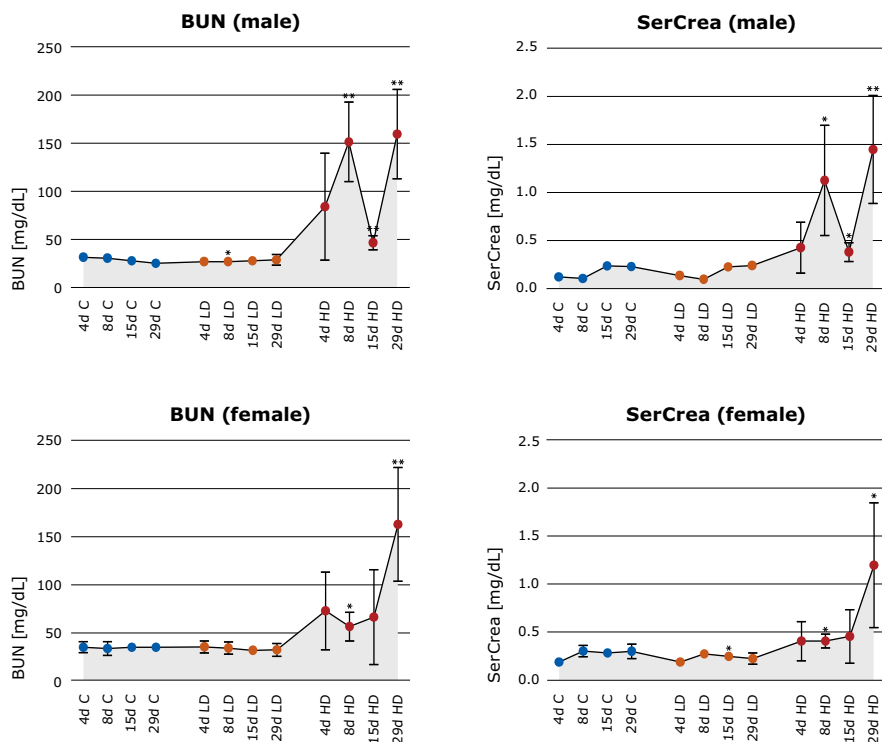 BUN (male)
BUN [mg/dL]
250
200
150
100
50
0
** ** ** *
4d C 8d C 15d C 29d C 4d LD 8d LD 15d LD 29d LD 4d HD 8d HD 15d HD 29d HD
SerCrea (male)
SerCrea [mg/dL]
2.5
2.0
1.5
1.0
0.5
0.0
* ** *
4d C 8d C 15d C 29d C 4d LD 8d LD 15d LD 29d LD 4d HD 8d HD 15d HD 29d HD
BUN (female)
BUN [mg/dL]
250
200
150
100
50
0
** *
4d C 8d C 15d C 29d C 4d LD 8d LD 15d LD 29d LD 4d HD 8d HD 15d HD 29d HD
SerCrea (female)
SerCrea [mg/dL]
2.5
2.0
1.5
1.0
0.5
0.0
* * *
4d C 8d C 15d C 29d C 4d LD 8d LD 15d LD 29d LD 4d HD 8d HD 15d HD 29d HD